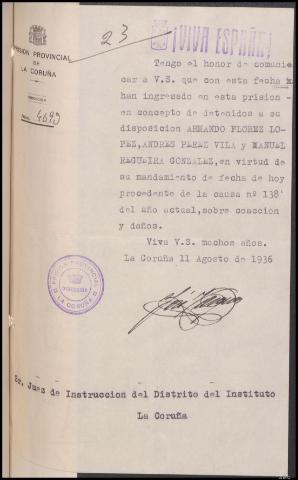 23
¡VIVA ESPAÑA!
PRISION PROVINCIAL
DE
LA CORUÑA
Tengo el honor de comuni
car a V.S. que con esta fecha
han ingresado en esta prision -
en concepto de detenidos a su
disposicion ARMANDO FLOREZ LO-
PEZ, ANDRES PEREZ VILA y MANUEL
REGUEIRA GONZALEZ, en virtud de
su mandamiento de fecha de hoy
procedente de la causa nº 138
del año actual, sobre coaccion
y daños.
Viva V.S. muchos años.
La Coruña 11 Agosto de 1936
PRISION PROVINCIAL
LA CORUÑA
Sr. Juez de Instruccion del Distrito del Instituto
La Coruña